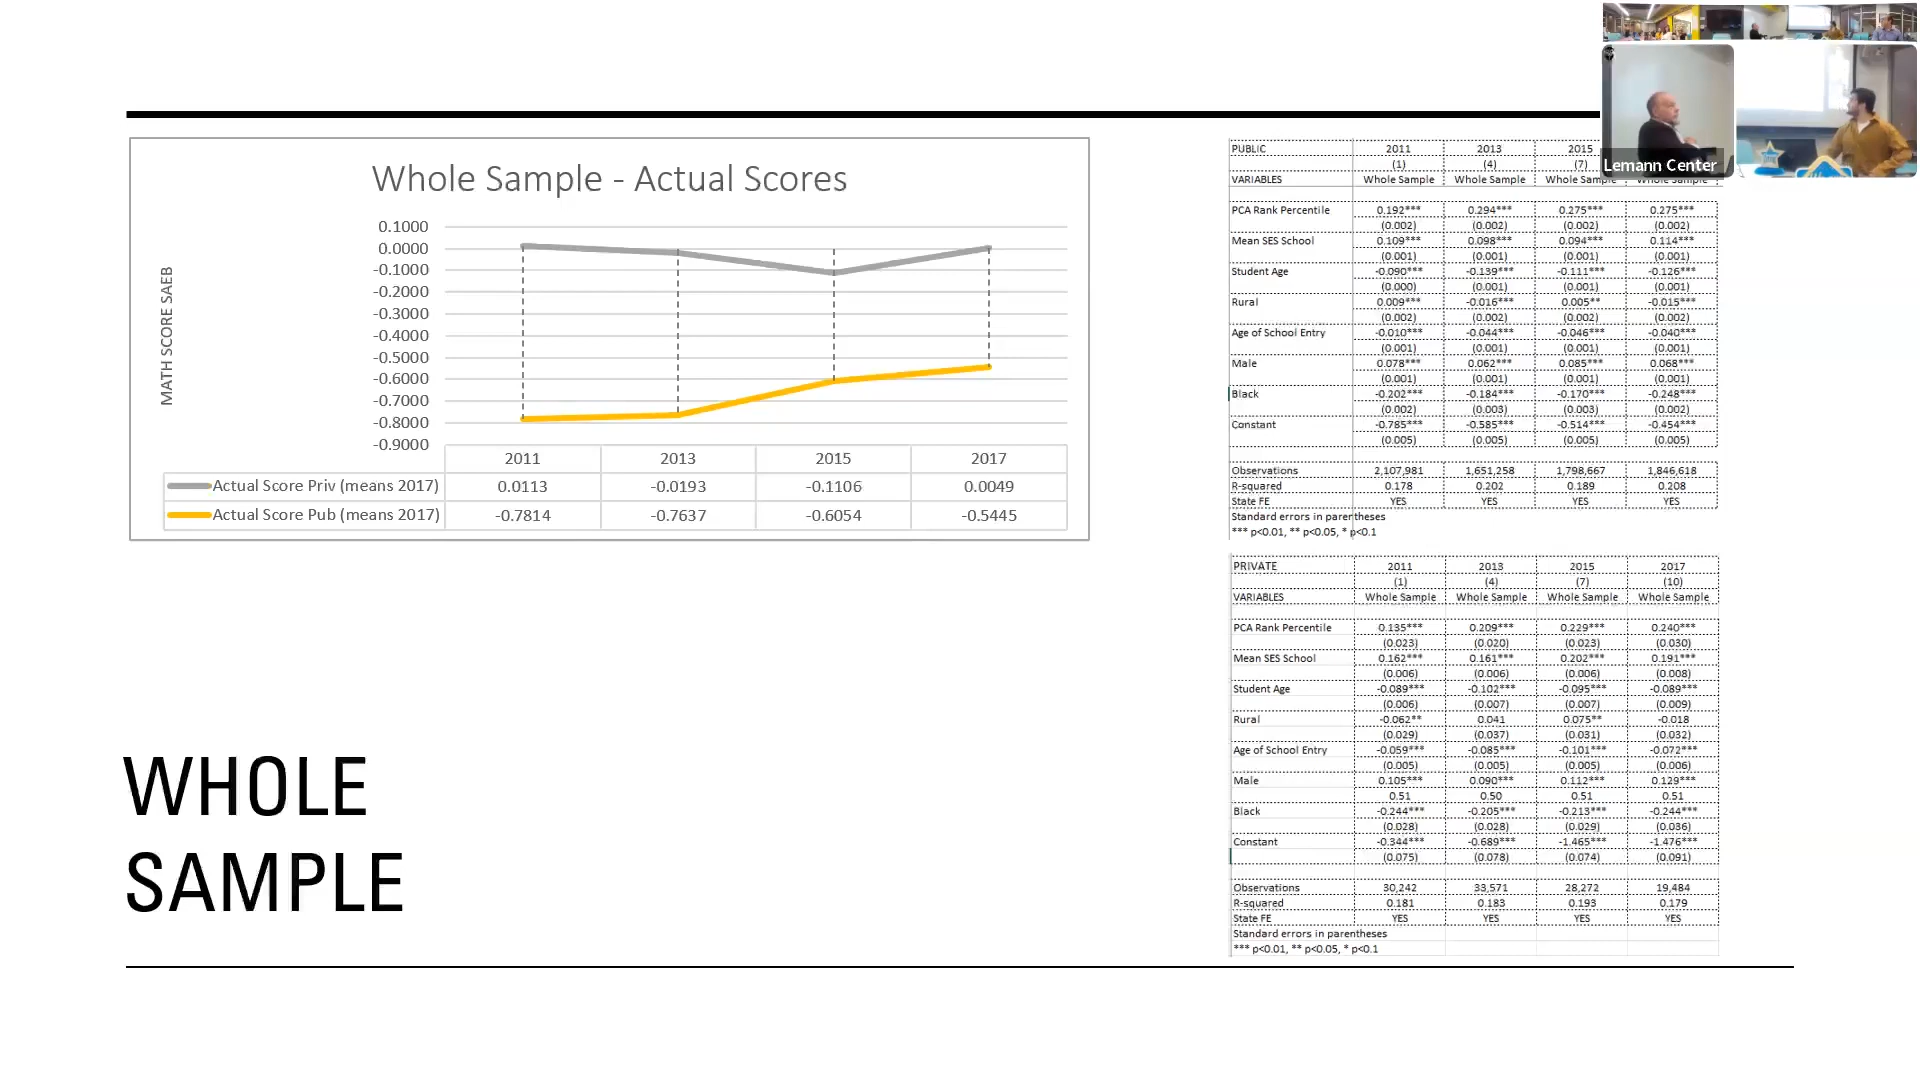 Lemann Center
Whole Sample - Actual Scores
MATH SCORE SAEB
0.1000
0.0000
-0.1000
-0.2000
-0.3000
-0.4000
-0.5000
-0.6000
-0.7000
-0.8000
-0.9000
2011 2013 2015 2017
Actual Score Priv (means 2017) 0.0113 -0.0193 -0.1106 0.0049
Actual Score Pub (means 2017) -0.7814 -0.7637 -0.6054 -0.5445
WHOLE
SAMPLE
PUBLIC 2011 2013 2015
(1) (4) (7)
VARIABLES Whole Sample Whole Sample Whole Sample Whole Sample
PCA Rank Percentile 0.192*** 0.294*** 0.275*** 0.275***
(0.002) (0.002) (0.002) (0.002)
Mean SES School 0.109*** 0.098*** 0.094*** 0.114***
(0.001) (0.001) (0.001) (0.001)
Student Age -0.090*** -0.139*** -0.111*** -0.126***
(0.000) (0.001) (0.001) (0.001)
Rural 0.009*** -0.016*** 0.005** -0.015***
(0.002) (0.002) (0.002) (0.002)
Age of School Entry -0.010*** -0.044*** -0.046*** -0.040***
(0.001) (0.001) (0.001) (0.001)
Male 0.078*** 0.062*** 0.085*** 0.068***
(0.001) (0.001) (0.001) (0.001)
Black -0.202*** -0.184*** -0.170*** -0.248***
(0.002) (0.003) (0.003) (0.002)
Constant -0.785*** -0.585*** -0.514*** -0.454***
(0.005) (0.005) (0.005) (0.005)
Observations 2,107,981 1,651,258 1,798,667 1,846,618
R-squared 0.178 0.202 0.189 0.208
State FE YES YES YES YES
Standard errors in parentheses
*** p<0.01, ** p<0.05, * p<0.1
PRIVATE 2011 2013 2015 2017
(1) (4) (7) (10)
VARIABLES Whole Sample Whole Sample Whole Sample Whole Sample
PCA Rank Percentile 0.135*** 0.209*** 0.229*** 0.240***
(0.023) (0.020) (0.023) (0.030)
Mean SES School 0.162*** 0.161*** 0.202*** 0.191***
(0.006) (0.006) (0.006) (0.008)
Student Age -0.089*** -0.102*** -0.095*** -0.089***
(0.006) (0.007) (0.007) (0.009)
Rural -0.062** 0.041 0.075** -0.018
(0.029) (0.037) (0.031) (0.032)
Age of School Entry -0.059*** -0.085*** -0.101*** -0.072***
(0.005) (0.005) (0.005) (0.006)
Male 0.105*** 0.090*** 0.112*** 0.129***
0.51 0.50 0.51 0.51
Black -0.244*** -0.205*** -0.213*** -0.244***
(0.028) (0.028) (0.029) (0.036)
Constant -0.344*** -0.689*** -1.465*** -1.476***
(0.075) (0.078) (0.074) (0.091)
Observations 30,242 33,571 28,272 19,484
R-squared 0.181 0.183 0.193 0.179
State FE YES YES YES YES
Standard errors in parentheses
*** p<0.01, ** p<0.05, * p<0.1